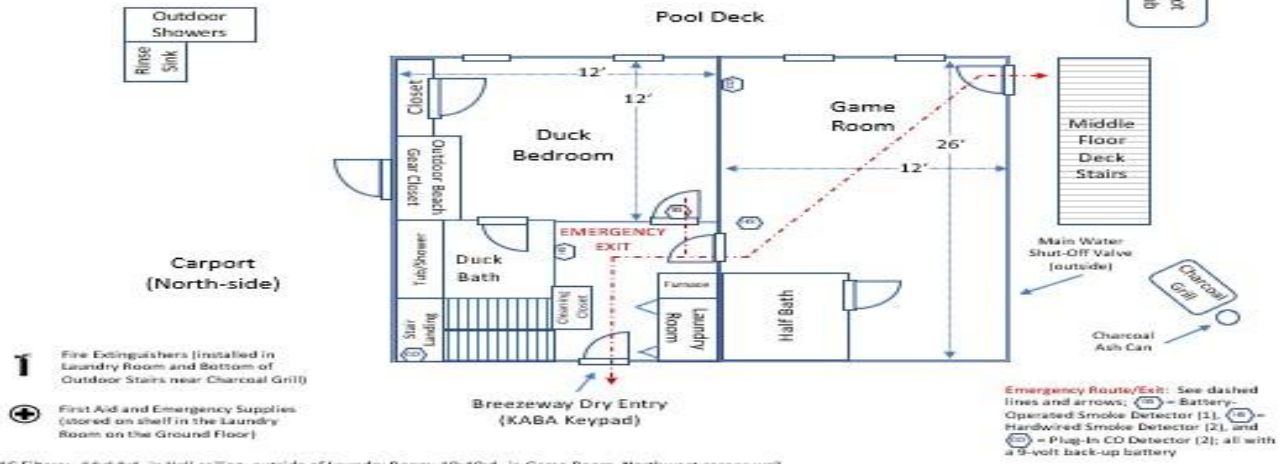 Outdoor
Showers
Rinse
Sink
Pool Deck
12'
12'
Closet
Duck
Bedroom
Game
Room
26'
12'
Middle
Floor
Deck
Stairs
Outdoor Beach
Gear Closet
EMERGENCY
EXIT
Carport
(North-side)
Tub/Shower
Duck
Bath
Stair
Landing
Cleaning
Closet
Furnace
Laundry
Room
Half Bath
Main Water
Shut-Off Valve
(outside)
Charcoal
Grill
Charcoal
Ash Can
Fire Extinguishers (installed in
Laundry Room and Bottom of
Outdoor Stairs near Charcoal Grill)
First Aid and Emergency Supplies
(stored on shelf in the Laundry
Room on the Ground Floor)
Breezeway Dry Entry
(KABA Keypad)
Emergency Route/Exit: See dashed
lines and arrows; = Battery-
Operated Smoke Detector (1), =
Hardwired Smoke Detector (2), and
= Plug-In CO Detector (2); all with
a 9-volt back-up battery